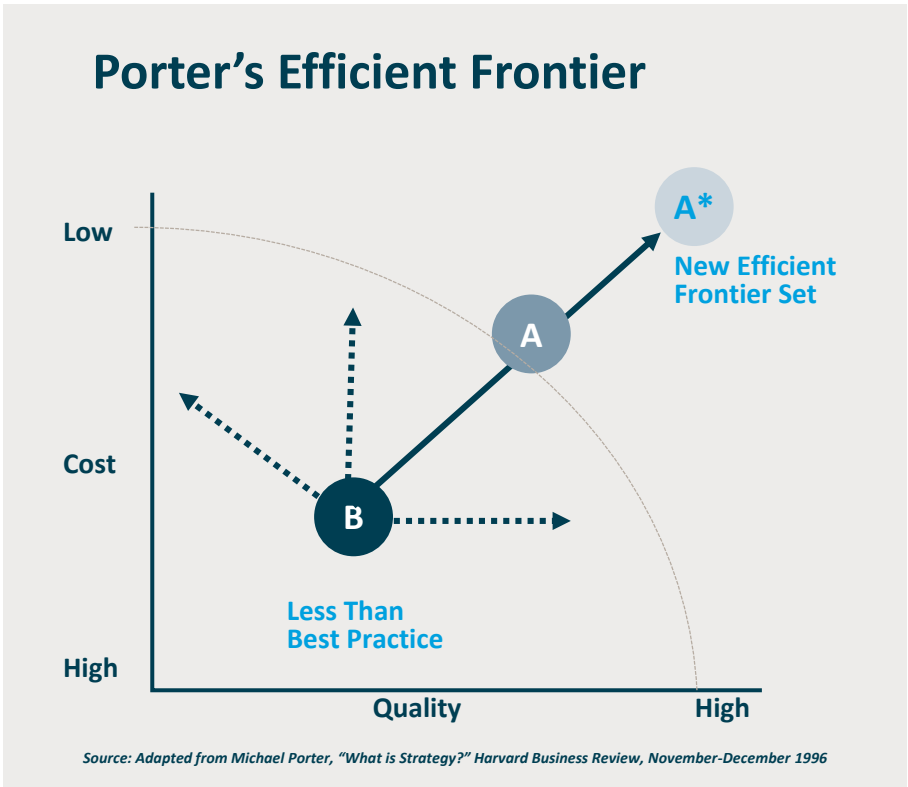 Porter’s Efficient Frontier
Low
A*
New Efficient
Frontier Set
A
Cost
B
Less Than
Best Practice
High
Quality
High
Source: Adapted from Michael Porter, “What is Strategy?” Harvard Business Review, November-December 1996